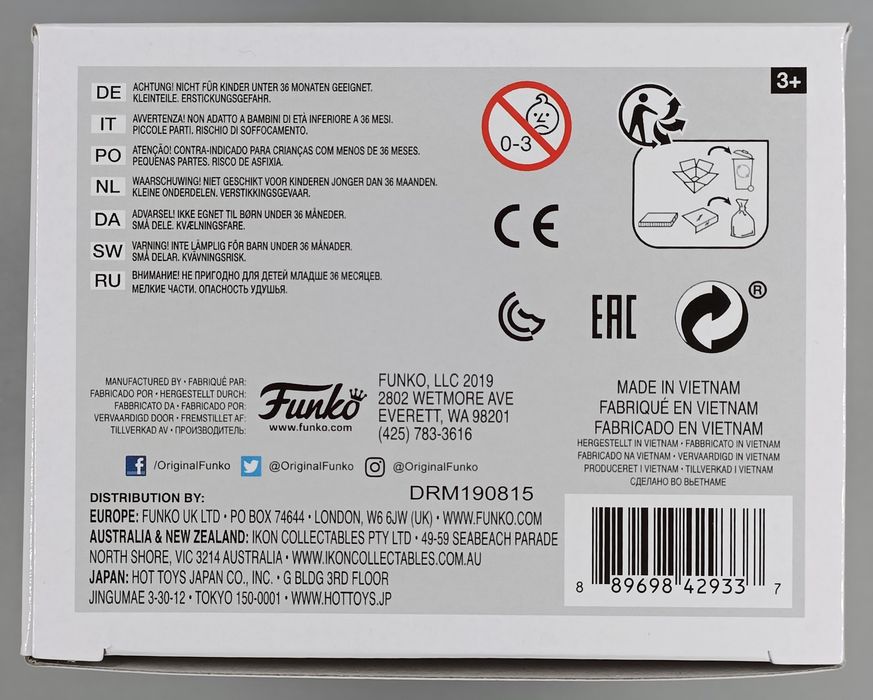 3+
DE
ACHTUNG! NICHT FÜR KINDER UNTER 36 MONATEN GEEIGNET.
KLEINTEILE. ERSTICKUNGSGEFAHR.
IT
AVVERTENZA! NON ADATTO A BAMBINI DI ETÀ INFERIORE A 36 MESI.
PICCOLE PARTI. RISCHIO DI SOFFOCAMENTO.
PO
ATENÇÃO! CONTRA-INDICADO PARA CRIANÇAS COM MENOS DE 36 MESES.
PEQUENAS PARTES. RISCO DE ASFIXIA.
NL
WAARSCHUWING! NIET GESCHIKT VOOR KINDEREN JONGER DAN 36 MAANDEN.
KLEINE ONDERDELEN. VERSTIKKINGSGEVAAR.
DA
ADVARSEL! IKKE EGNET TIL BØRN UNDER 36 MÅNEDER.
SMÅ DELE. KVÆLNINGSFARE.
SW
VARNING! INTE LÄMPLIG FÖR BARN UNDER 36 MÅNADER.
SMÅ DELAR. KVÄVNINGSRISK.
RU
ВНИМАНИЕ! НЕ ПРИГОДНО ДЛЯ ДЕТЕЙ МЛАДШЕ 36 МЕСЯЦЕВ.
МЕЛКИЕ ЧАСТИ. ОПАСНОСТЬ УДУШЬЯ.
0-3
CE
EAC
®
MANUFACTURED BY • FABRIQUÉ PAR:
FABRICADO POR • HERGESTELLT DURCH:
FABBRICATO DA • FABRICADO POR:
VERVAARDIGD DOOR • FREMSTILLET AF:
TILLVERKAD AV • ПРОИЗВОДИТЕЛЬ:
Funko
www.funko.com
FUNKO, LLC 2019
2802 WETMORE AVE
EVERETT, WA 98201
(425) 783-3616
MADE IN VIETNAM
FABRIQUÉ EN VIETNAM
FABRICADO EN VIETNAM
HERGESTELLT IN VIETNAM • FABBRICATO IN VIETNAM
FABRICADO NA VIETNAM • VERVAARDIGD IN VIETNAM
PRODUCERET I VIETNAM • TILLVERKAD I VIETNAM
СДЕЛАНО ВО ВЬЕТНАМЕ
/OriginalFunko @OriginalFunko @OriginalFunko
DRM190815
DISTRIBUTION BY:
EUROPE: FUNKO UK LTD • PO BOX 74644 • LONDON, W6 6JW (UK) • WWW.FUNKO.COM
AUSTRALIA & NEW ZEALAND: IKON COLLECTABLES PTY LTD • 49-59 SEABEACH PARADE
NORTH SHORE, VIC 3214 AUSTRALIA • WWW.IKONCOLLECTABLES.COM.AU
JAPAN: HOT TOYS JAPAN CO., INC. • G BLDG 3RD FLOOR
JINGUMAE 3-30-12 • TOKYO 150-0001 • WWW.HOTTOYS.JP
8 89698 42933 7